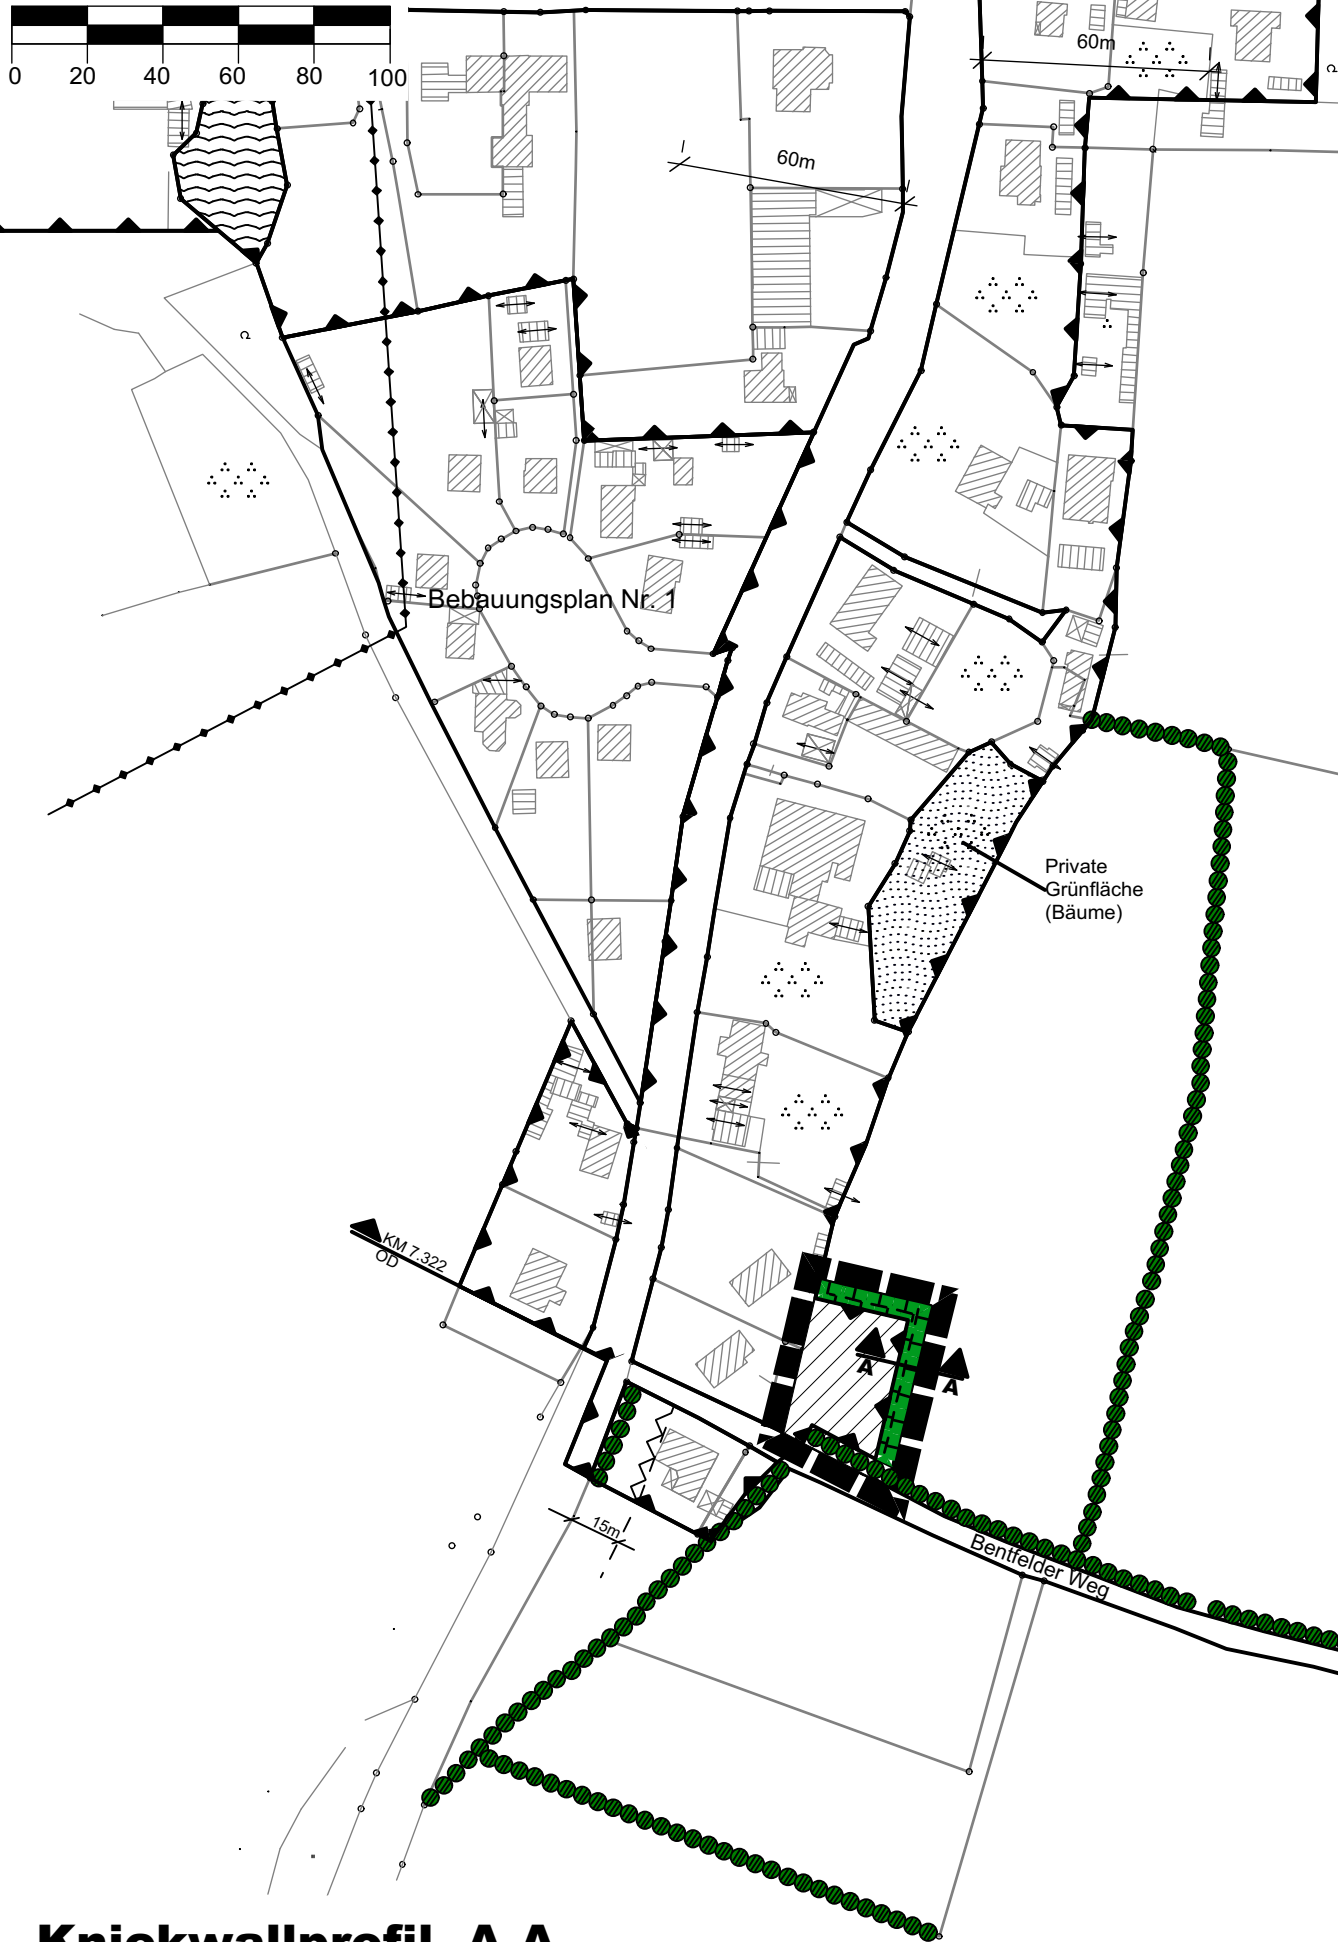 0 20 40 60 80 100
60m
60m
Bebauungsplan Nr. 1
Private
Grünfläche
(Bäume)
KM 7.322
OD
A
A
15m
Bentfelder Weg
Knickwallprofil A-A